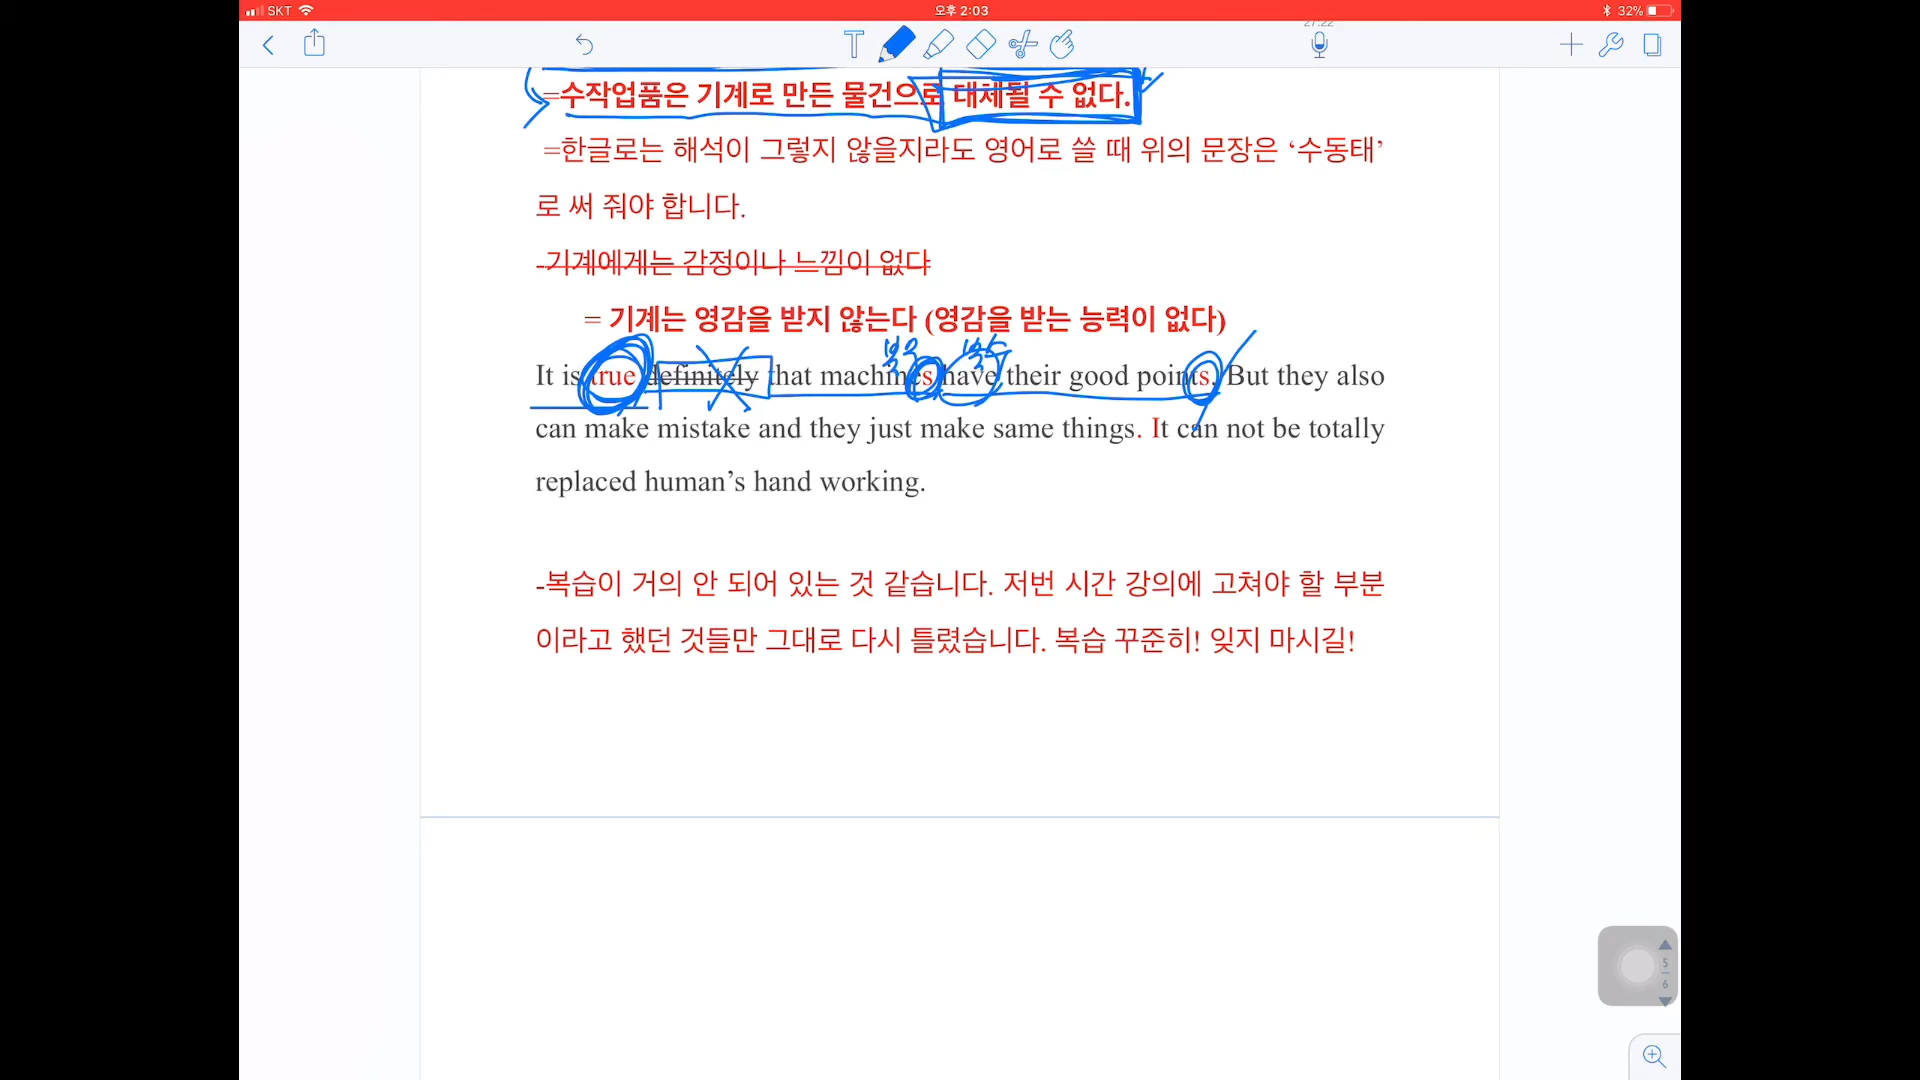 SKT 오후 2:03 32%
27:22
=수작업품은 기계로 만든 물건으로 대체될 수 없다.
=한글로는 해석이 그렇지 않을지라도 영어로 쓸 때 위의 문장은 ‘수동태’
로 써 줘야 합니다.
-기계에게는 감정이나 느낌이 없다
= 기계는 영감을 받지 않는다 (영감을 받는 능력이 없다)
복수 복수
It is true definitely that machines have their good points. But they also
can make mistake and they just make same things. It can not be totally
replaced human’s hand working.
-복습이 거의 안 되어 있는 것 같습니다. 저번 시간 강의에 고쳐야 할 부분
이라고 했던 것들만 그대로 다시 틀렸습니다. 복습 꾸준히! 잊지 마시길!
5
6